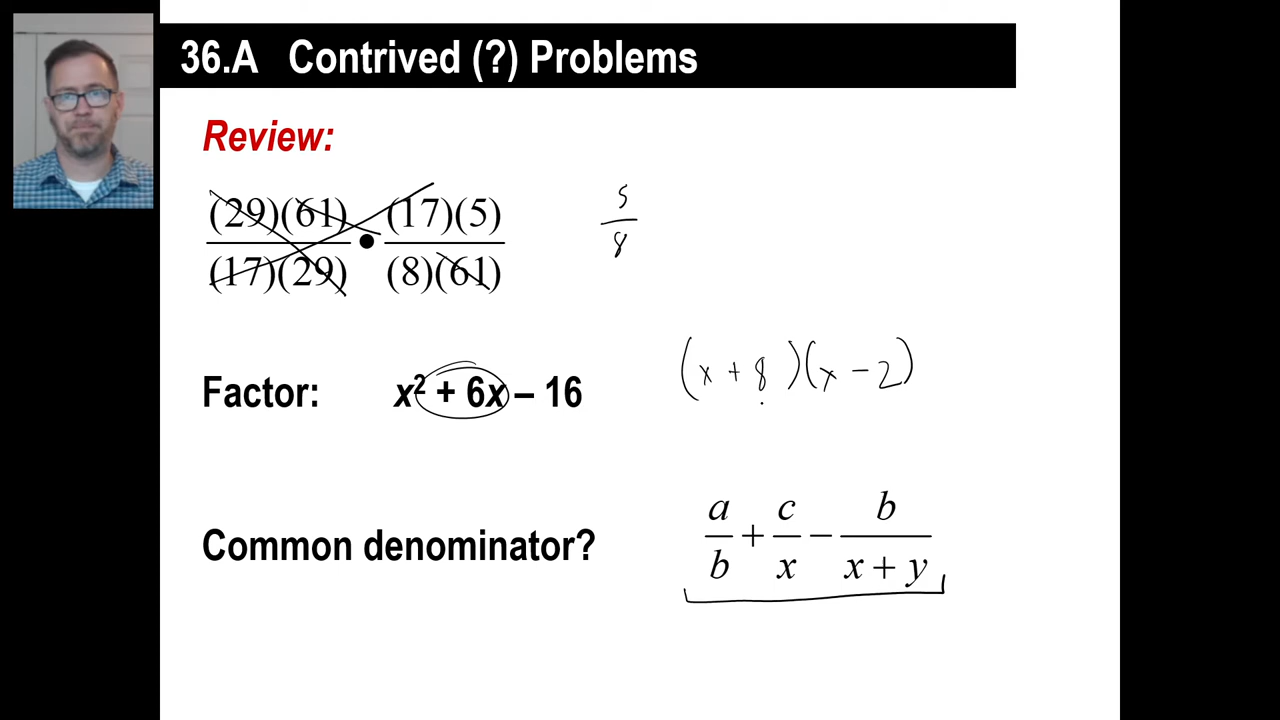 36.A Contrived (?) Problems
Review:
(29)(61)/(17)(29) • (17)(5)/(8)(61) 5/8
Factor: x² + 6x – 16 (x + 8)(x − 2)
Common denominator? a/b + c/x − b/(x + y)